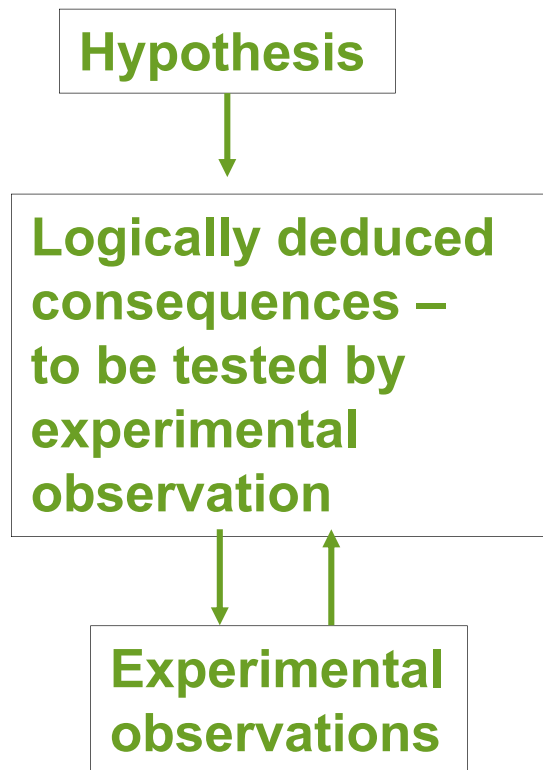 Hypothesis
Logically deduced
consequences –
to be tested by
experimental
observation
Experimental
observations